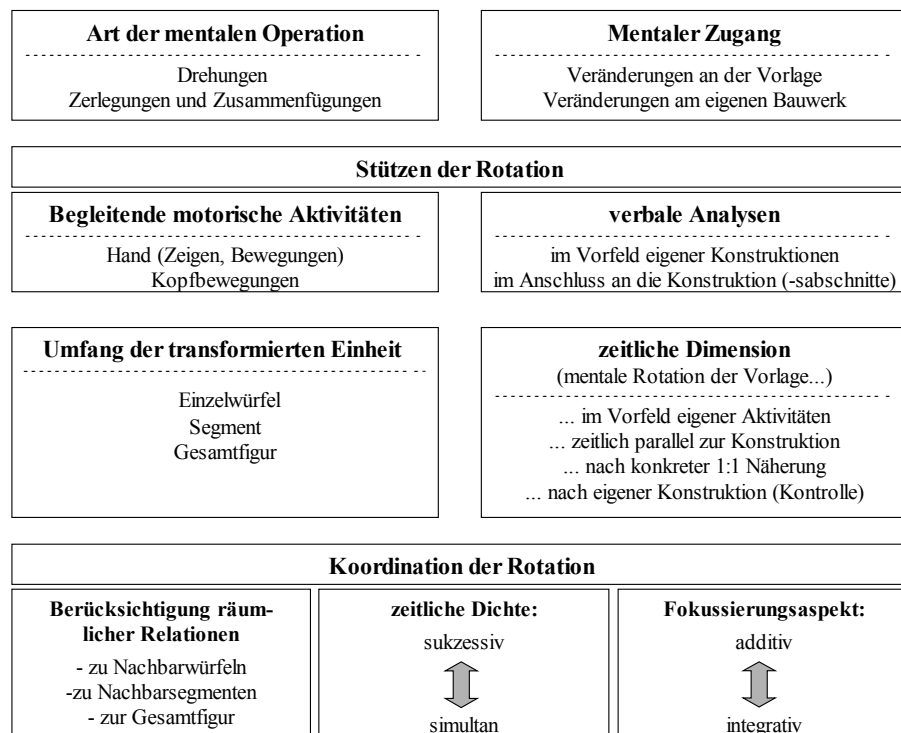 Art der mentalen Operation
Drehungen
Zerlegungen und Zusammenfügungen
Mentaler Zugang
Veränderungen an der Vorlage
Veränderungen am eigenen Bauwerk
Stützen der Rotation
Begleitende motorische Aktivitäten
Hand (Zeigen, Bewegungen)
Kopfbewegungen
verbale Analysen
im Vorfeld eigener Konstruktionen
im Anschluss an die Konstruktion (-sabschnitte)
Umfang der transformierten Einheit
Einzelwürfel
Segment
Gesamtfigur
zeitliche Dimension
(mentale Rotation der Vorlage...)
... im Vorfeld eigener Aktivitäten
... zeitlich parallel zur Konstruktion
... nach konkreter 1:1 Näherung
... nach eigener Konstruktion (Kontrolle)
Koordination der Rotation
Berücksichtigung räum-
licher Relationen
- zu Nachbarwürfeln
-zu Nachbarsegmenten
- zur Gesamtfigur
zeitliche Dichte:
sukzessiv
simultan
Fokussierungsaspekt:
additiv
integrativ